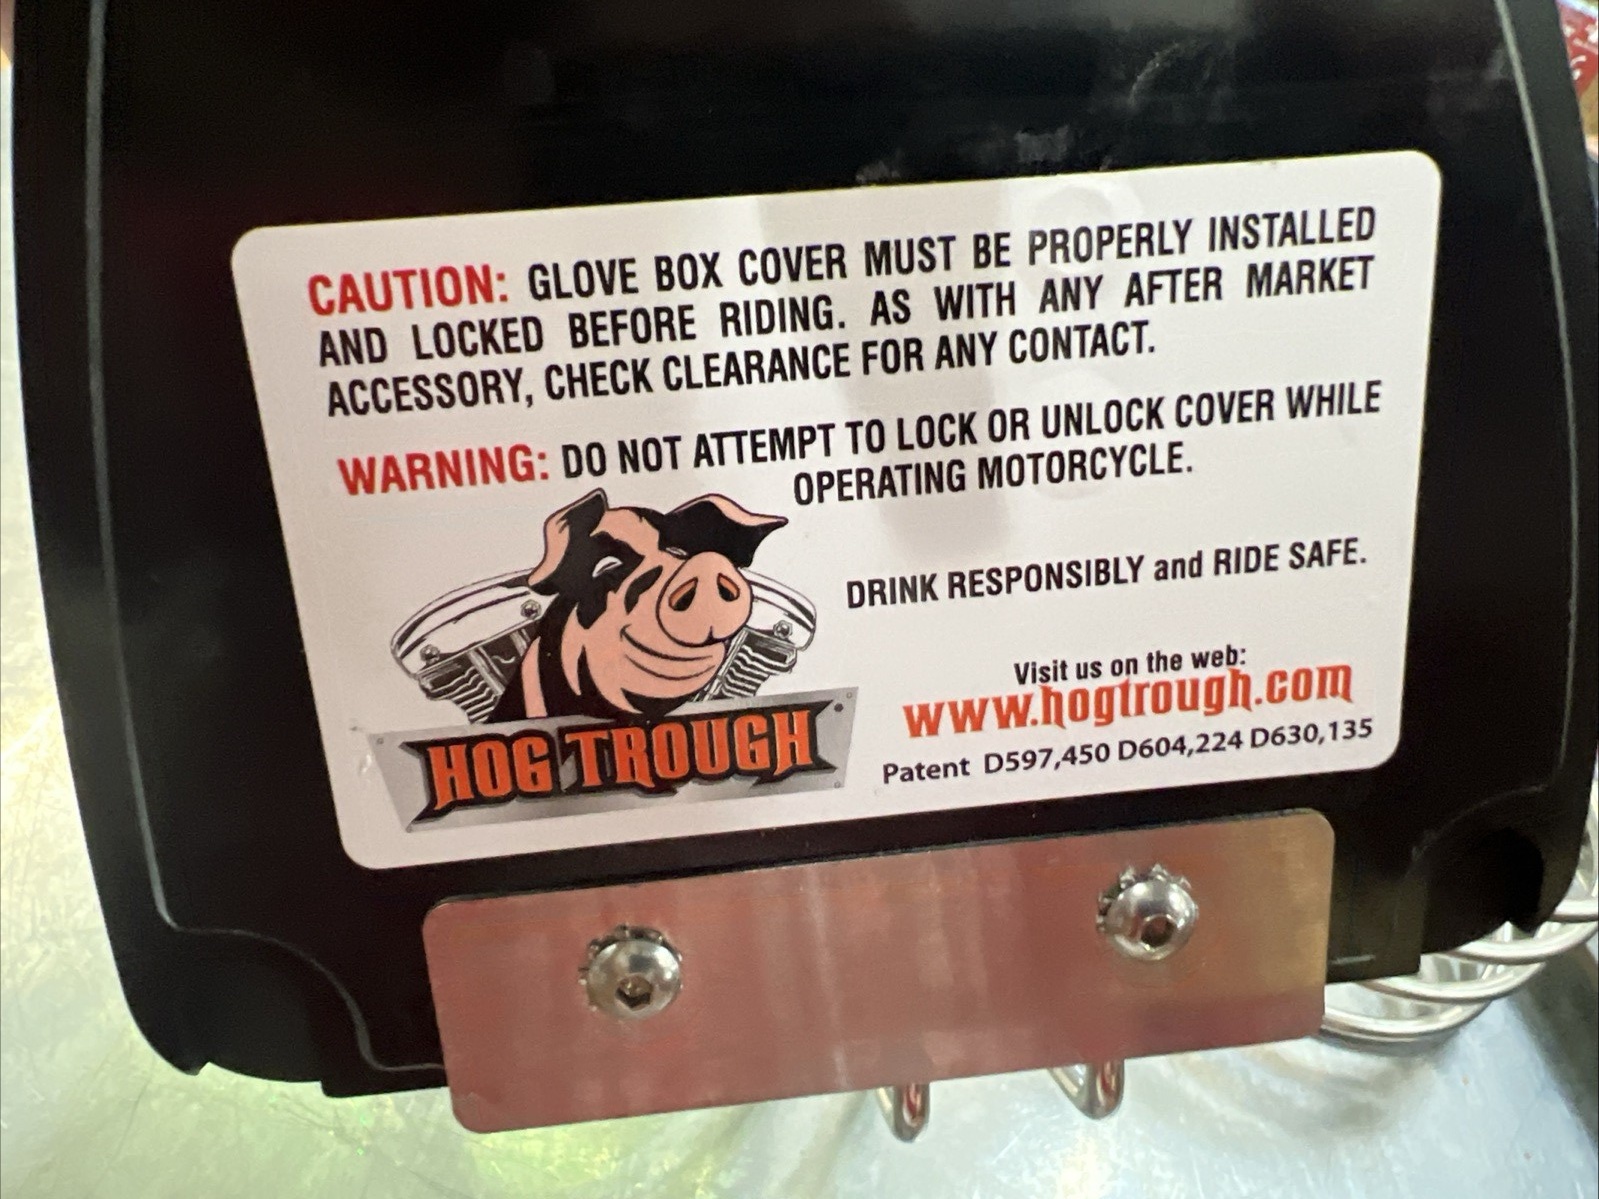 CAUTION: GLOVE BOX COVER MUST BE PROPERLY INSTALLED
AND LOCKED BEFORE RIDING. AS WITH ANY AFTER MARKET
ACCESSORY, CHECK CLEARANCE FOR ANY CONTACT.
WARNING: DO NOT ATTEMPT TO LOCK OR UNLOCK COVER WHILE
OPERATING MOTORCYCLE.
DRINK RESPONSIBLY and RIDE SAFE.
Visit us on the web:
www.hogtrough.com
Patent D597,450 D604,224 D630,135
HOG TROUGH